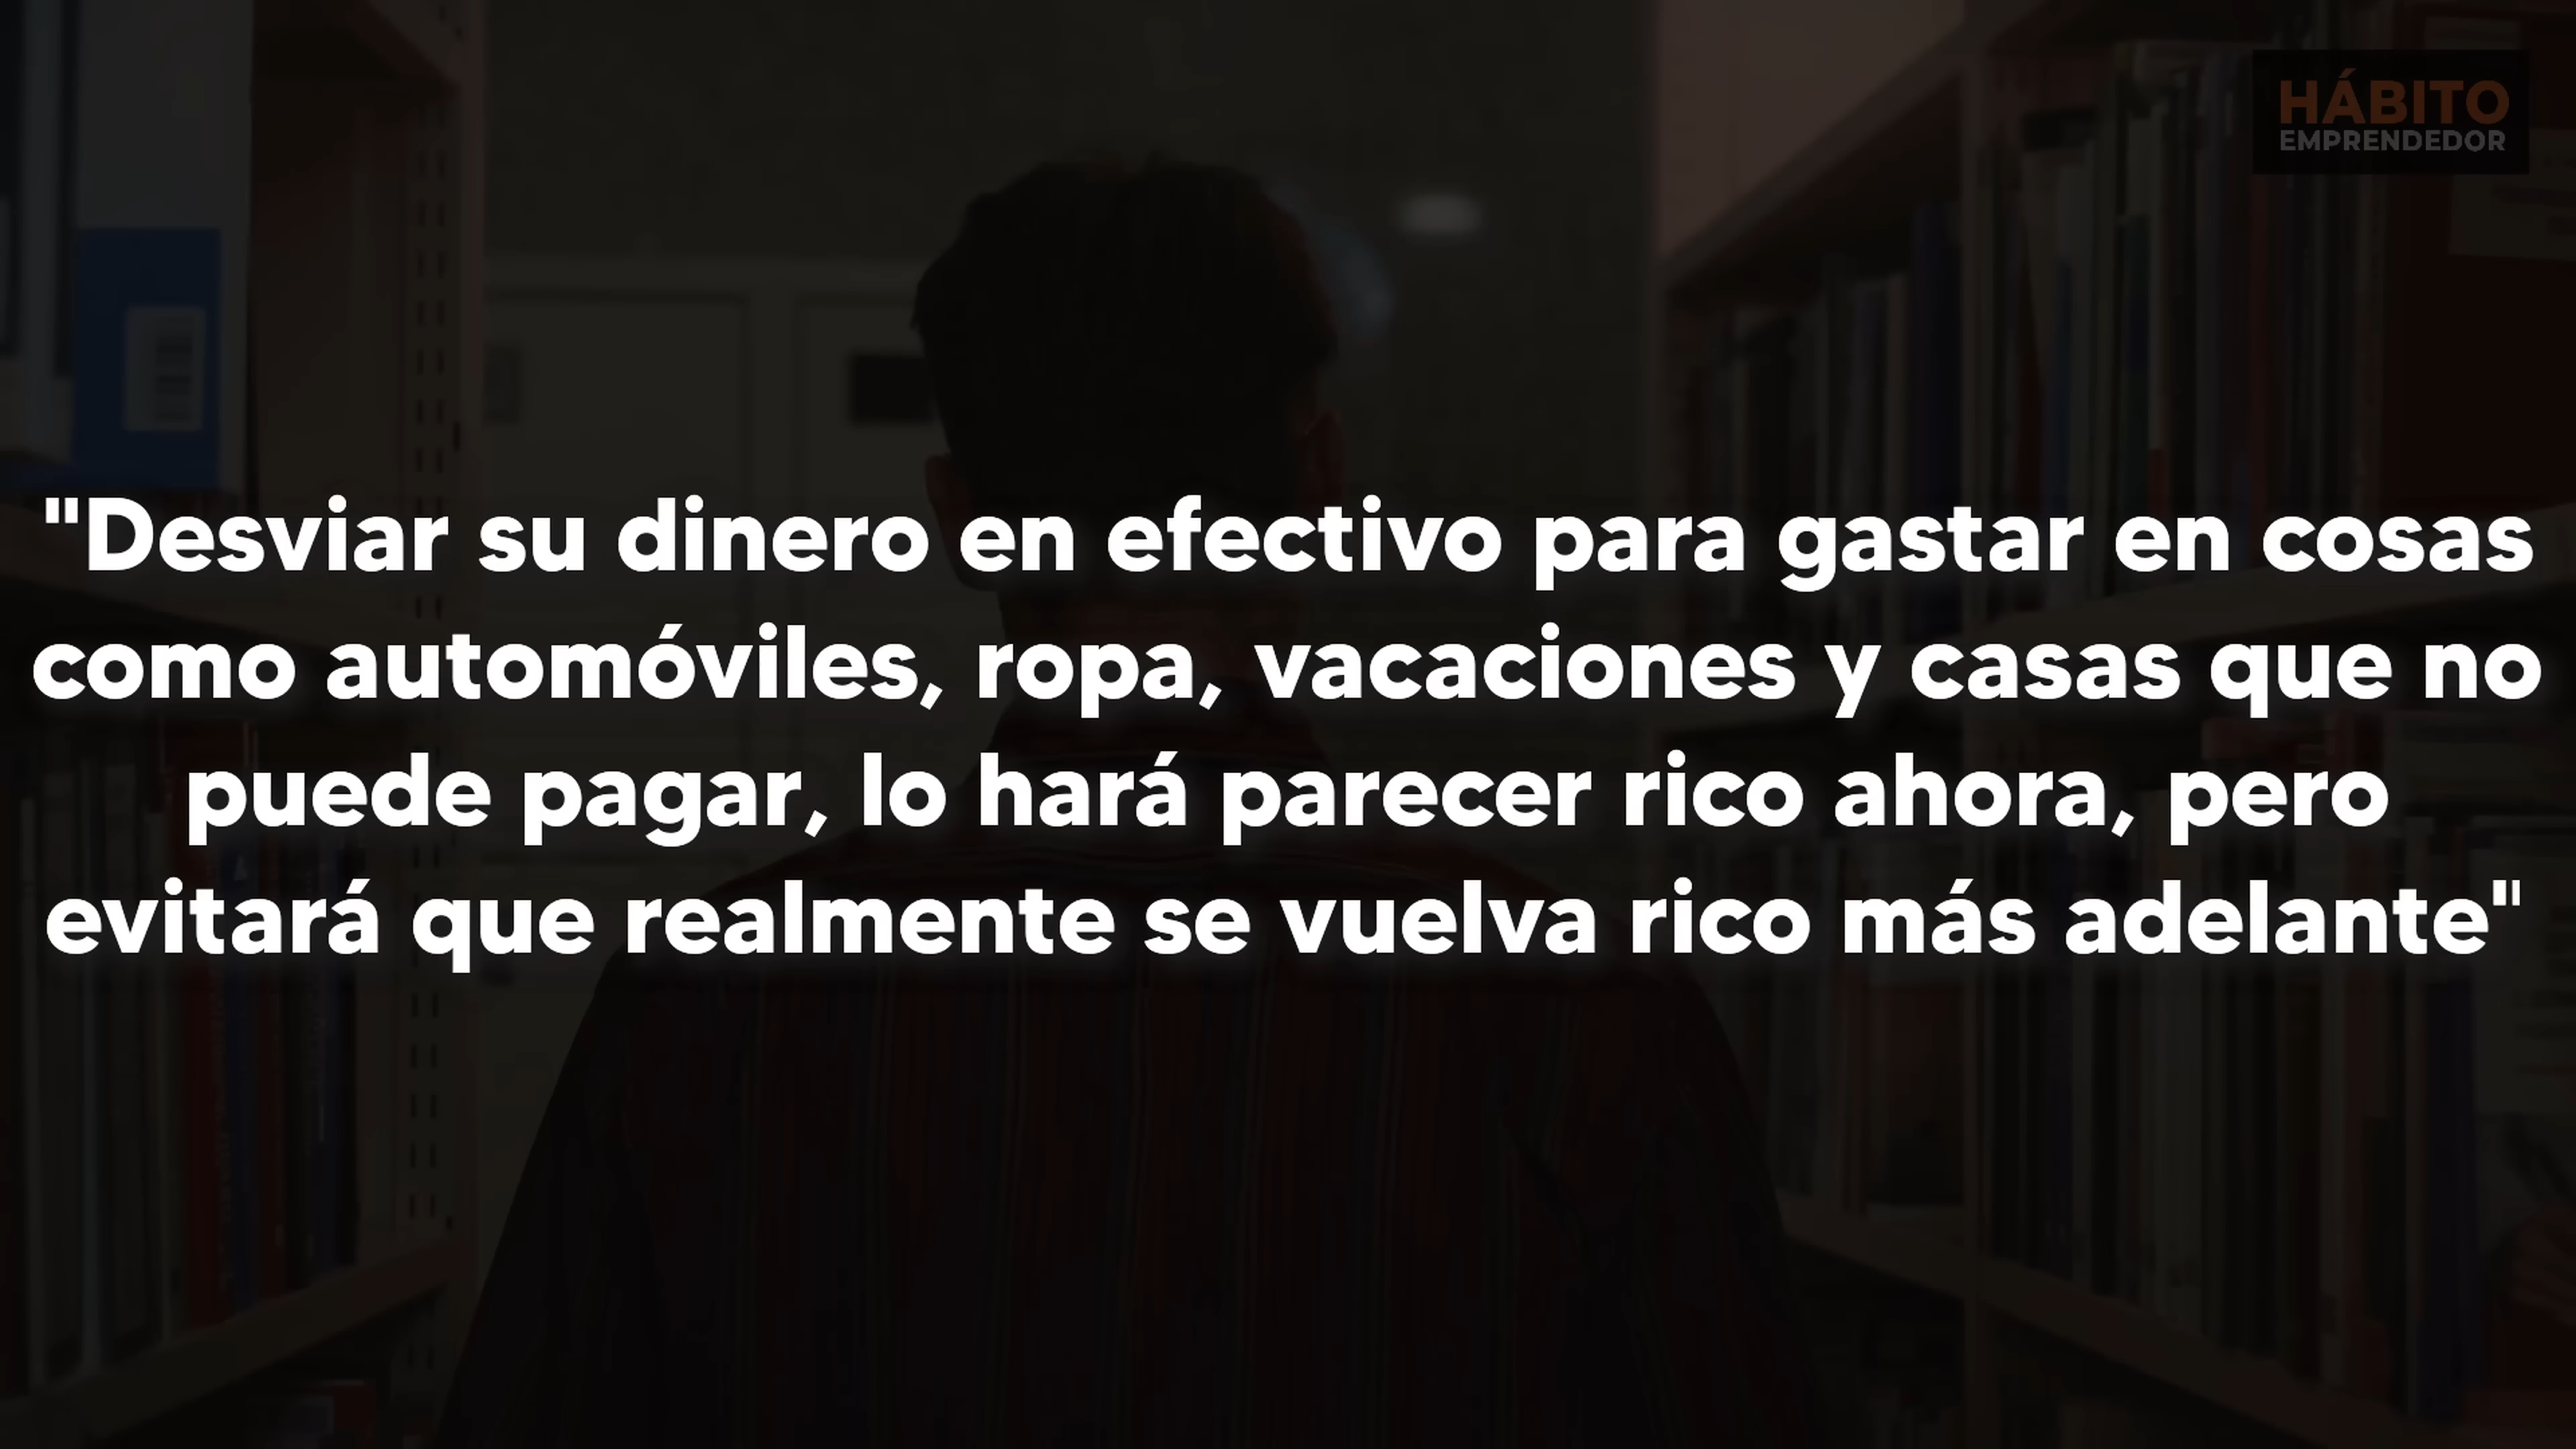 HÁBITO
EMPRENDEDOR
"Desviar su dinero en efectivo para gastar en cosas
como automóviles, ropa, vacaciones y casas que no
puede pagar, lo hará parecer rico ahora, pero
evitará que realmente se vuelva rico más adelante"